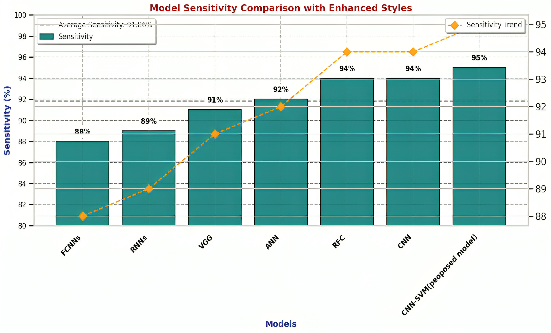 Model Sensitivity Comparison with Enhanced Styles
Sensitivity
Sensitivity Trend
Sensitivity (%)
100
98
96
94
92
90
88
86
84
82
80
95
94
93
92
91
90
89
88
88%
89%
91%
92%
94%
94%
95%
FCNNs
RNNs
VGG
ANN
RFC
CNN
CNN-SVM(peoposed model)
Models